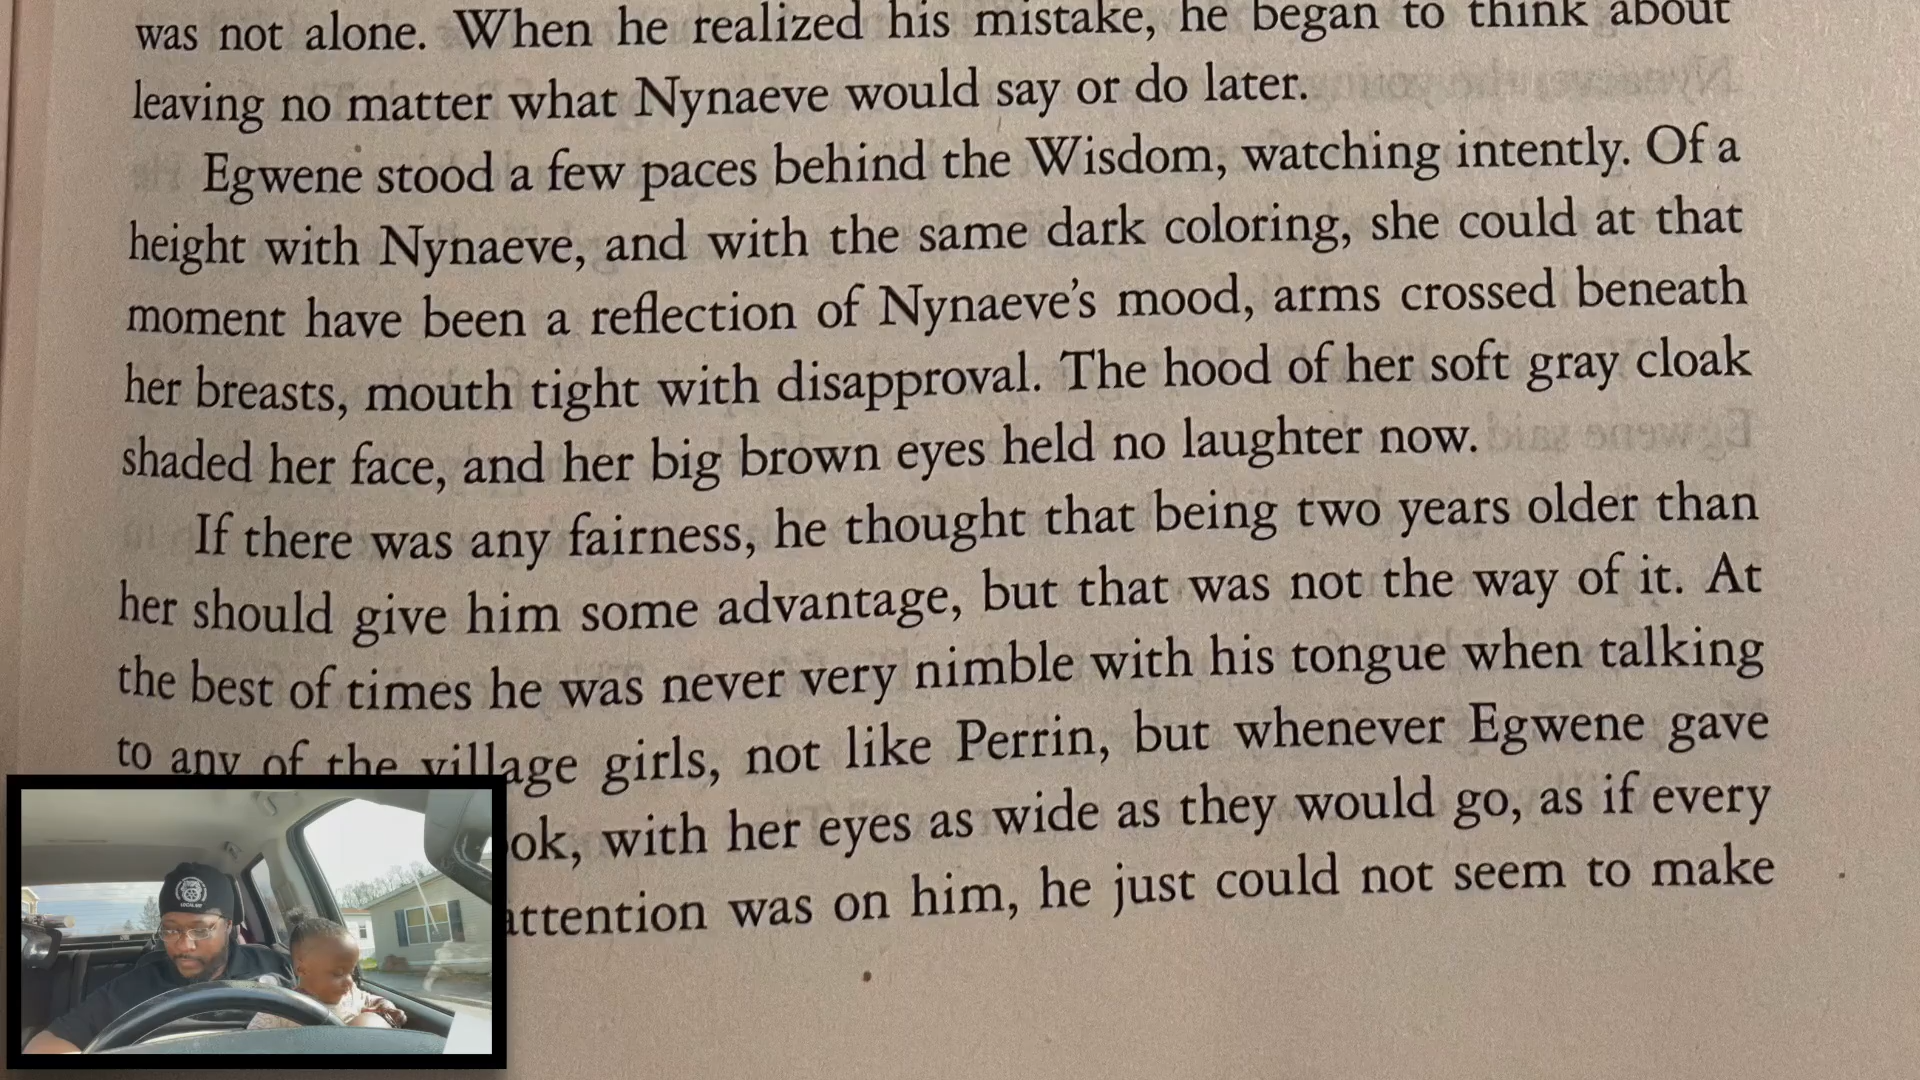 was not alone. When he realized his mistake, he began to think about
leaving no matter what Nynaeve would say or do later.
Egwene stood a few paces behind the Wisdom, watching intently. Of a
height with Nynaeve, and with the same dark coloring, she could at that
moment have been a reflection of Nynaeve’s mood, arms crossed beneath
her breasts, mouth tight with disapproval. The hood of her soft gray cloak
shaded her face, and her big brown eyes held no laughter now.
If there was any fairness, he thought that being two years older than
her should give him some advantage, but that was not the way of it. At
the best of times he was never very nimble with his tongue when talking
to any of the village girls, not like Perrin, but whenever Egwene gave
ok, with her eyes as wide as they would go, as if every
attention was on him, he just could not seem to make